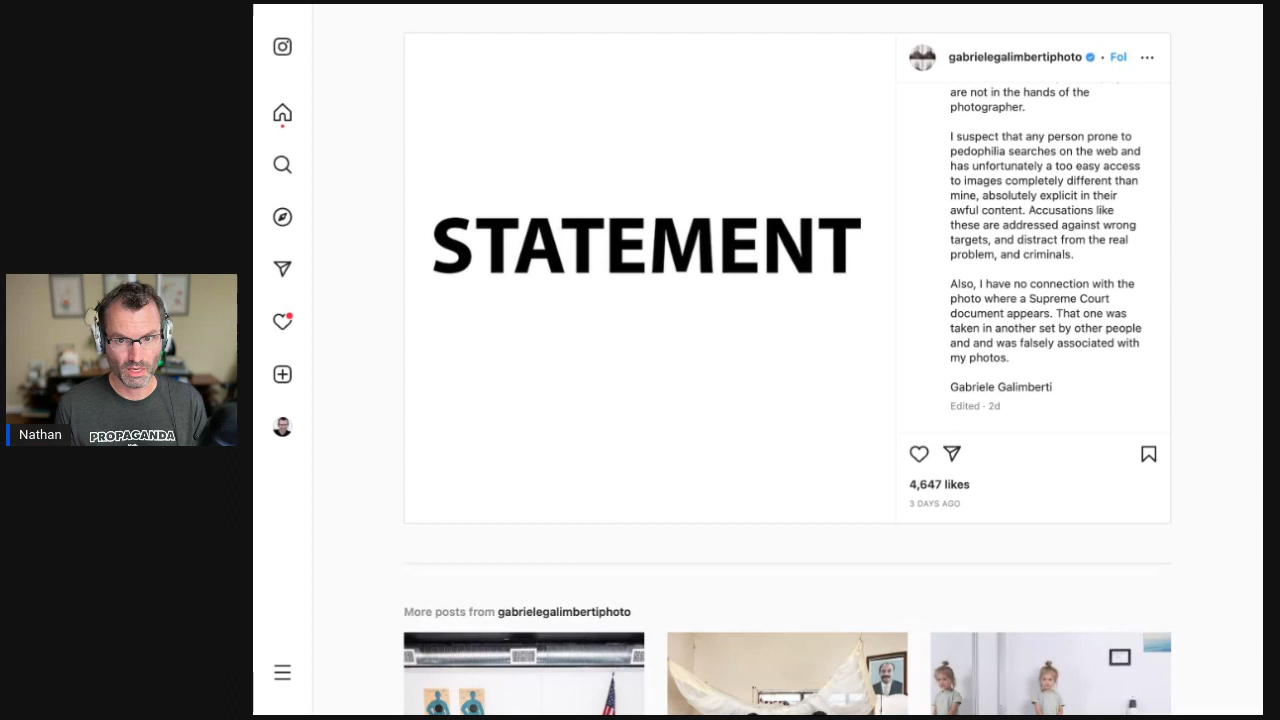 gabrielegalimbertiphoto • Fol
are not in the hands of the
photographer.
I suspect that any person prone to
pedophilia searches on the web and
has unfortunately a too easy access
to images completely different than
mine, absolutely explicit in their
awful content. Accusations like
these are addressed against wrong
targets, and distract from the real
problem, and criminals.
Also, I have no connection with the
photo where a Supreme Court
document appears. That one was
taken in another set by other people
and and was falsely associated with
my photos.
Gabriele Galimberti
Edited · 2d
4,647 likes
3 DAYS AGO
STATEMENT
PROPAGANDA
Nathan
More posts from gabrielegalimbertiphoto